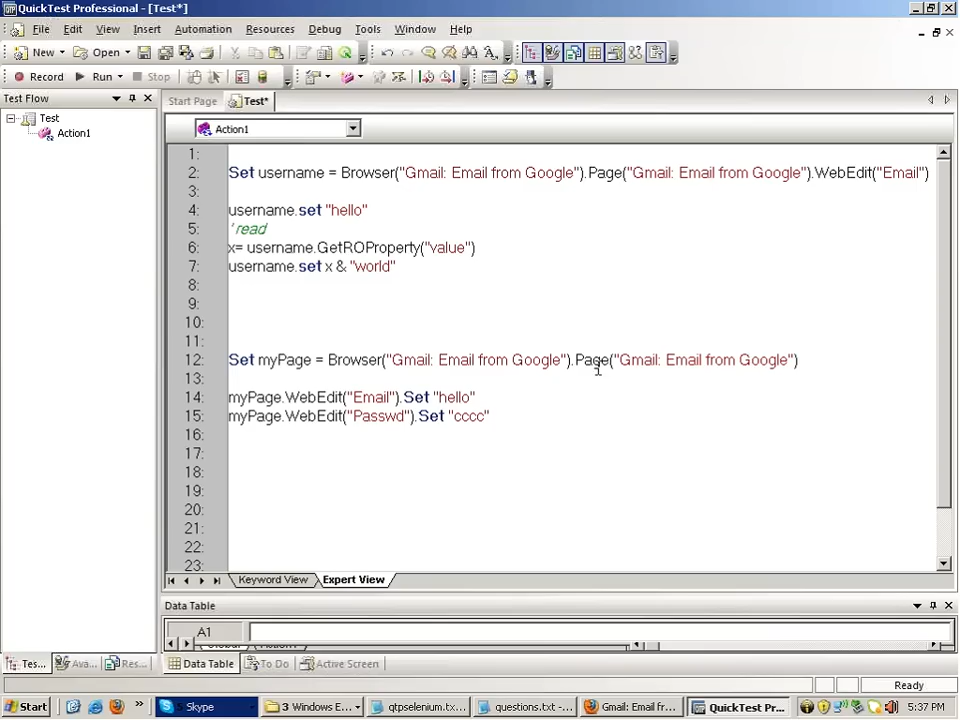 QuickTest Professional - [Test*]
File Edit View Insert Automation Resources Debug Tools Window Help
New Open
Record Run Stop
Test Flow
Start Page Test*
Test
Action1
Action1
1:
2: Set username = Browser("Gmail: Email from Google").Page("Gmail: Email from Google").WebEdit("Email")
3:
4: username.set "hello"
5: 'read
6: x= username.GetROProperty("value")
7: username.set x & "world"
8:
9:
10:
11:
12: Set myPage = Browser("Gmail: Email from Google").Page("Gmail: Email from Google")
13:
14: myPage.WebEdit("Email").Set "hello"
15: myPage.WebEdit("Passwd").Set "cccc"
16:
17:
18:
19:
20:
21:
22:
23:
Keyword View Expert View
Data Table
A1
Global Action1
Tes... Ava... Res... Data Table To Do Active Screen
Ready
Start Skype 3 Windows E... qtpselenium.tx... questions.txt -... Gmail: Email fr... QuickTest Pr... 5:37 PM